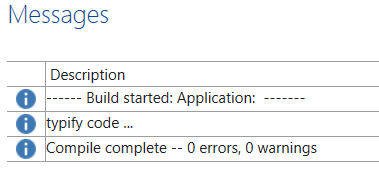 Messages
Description
------ Build started: Application:  -------
typify code ...
Compile complete -- 0 errors, 0 warnings